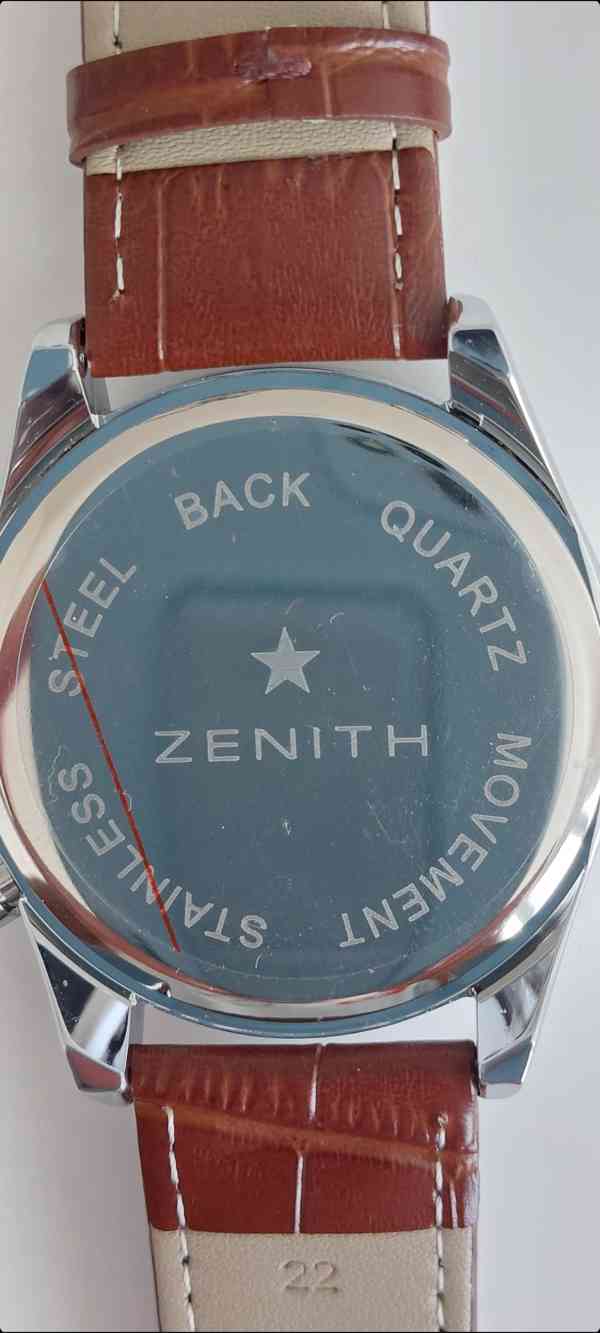 STAINLESS STEEL BACK QUARTZ MOVEMENT
ZENITH
22